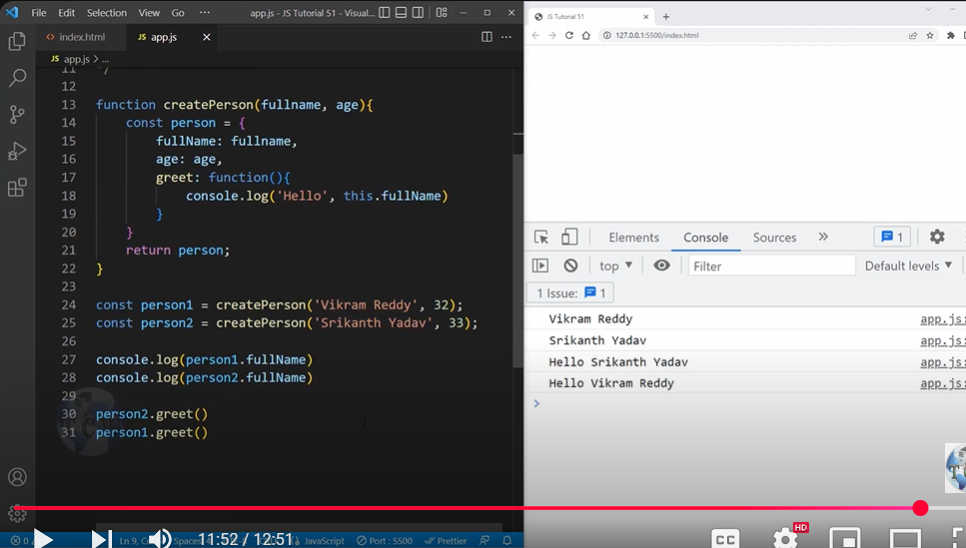 File Edit Selection View Go ··· app.js - JS Tutorial 51 - Visual...
<> index.html JS app.js ×
JS app.js > ...
11 */
12
13 function createPerson(fullname, age){
14 const person = {
15 fullName: fullname,
16 age: age,
17 greet: function(){
18 console.log('Hello', this.fullName)
19 }
20 }
21 return person;
22 }
23
24 const person1 = createPerson('Vikram Reddy', 32);
25 const person2 = createPerson('Srikanth Yadav', 33);
26
27 console.log(person1.fullName)
28 console.log(person2.fullName)
29
30 person2.greet()
31 person1.greet()
JS Tutorial 51
127.0.0.1:5500/index.html
Elements Console Sources » 1
top Filter Default levels
1 Issue: 1
Vikram Reddy app.js:
Srikanth Yadav app.js:
Hello Srikanth Yadav app.js:
Hello Vikram Reddy app.js:
>
11:52 / 12:51
Ln 9, Spaces JavaScript Port : 5500 Prettier
CC HD